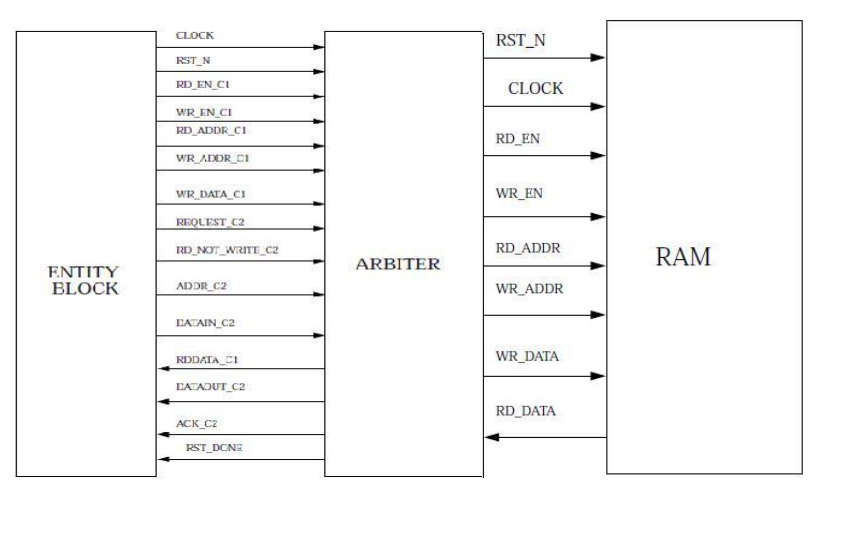 CLOCK
RST_N
RD_EN_C1
WR_EN_C1
RD_ADDR_C1
WR_ADDR_C1
WR_DATA_C1
REQUEST_C2
RD_NOT_WRITE_C2
ADDR_C2
DATAIN_C2
RDDATA_C1
DATAOUT_C2
ACK_C2
RST_DONE
ENTITY
BLOCK
ARBITER
RST_N
CLOCK
RD_EN
WR_EN
RD_ADDR
WR_ADDR
WR_DATA
RD_DATA
RAM